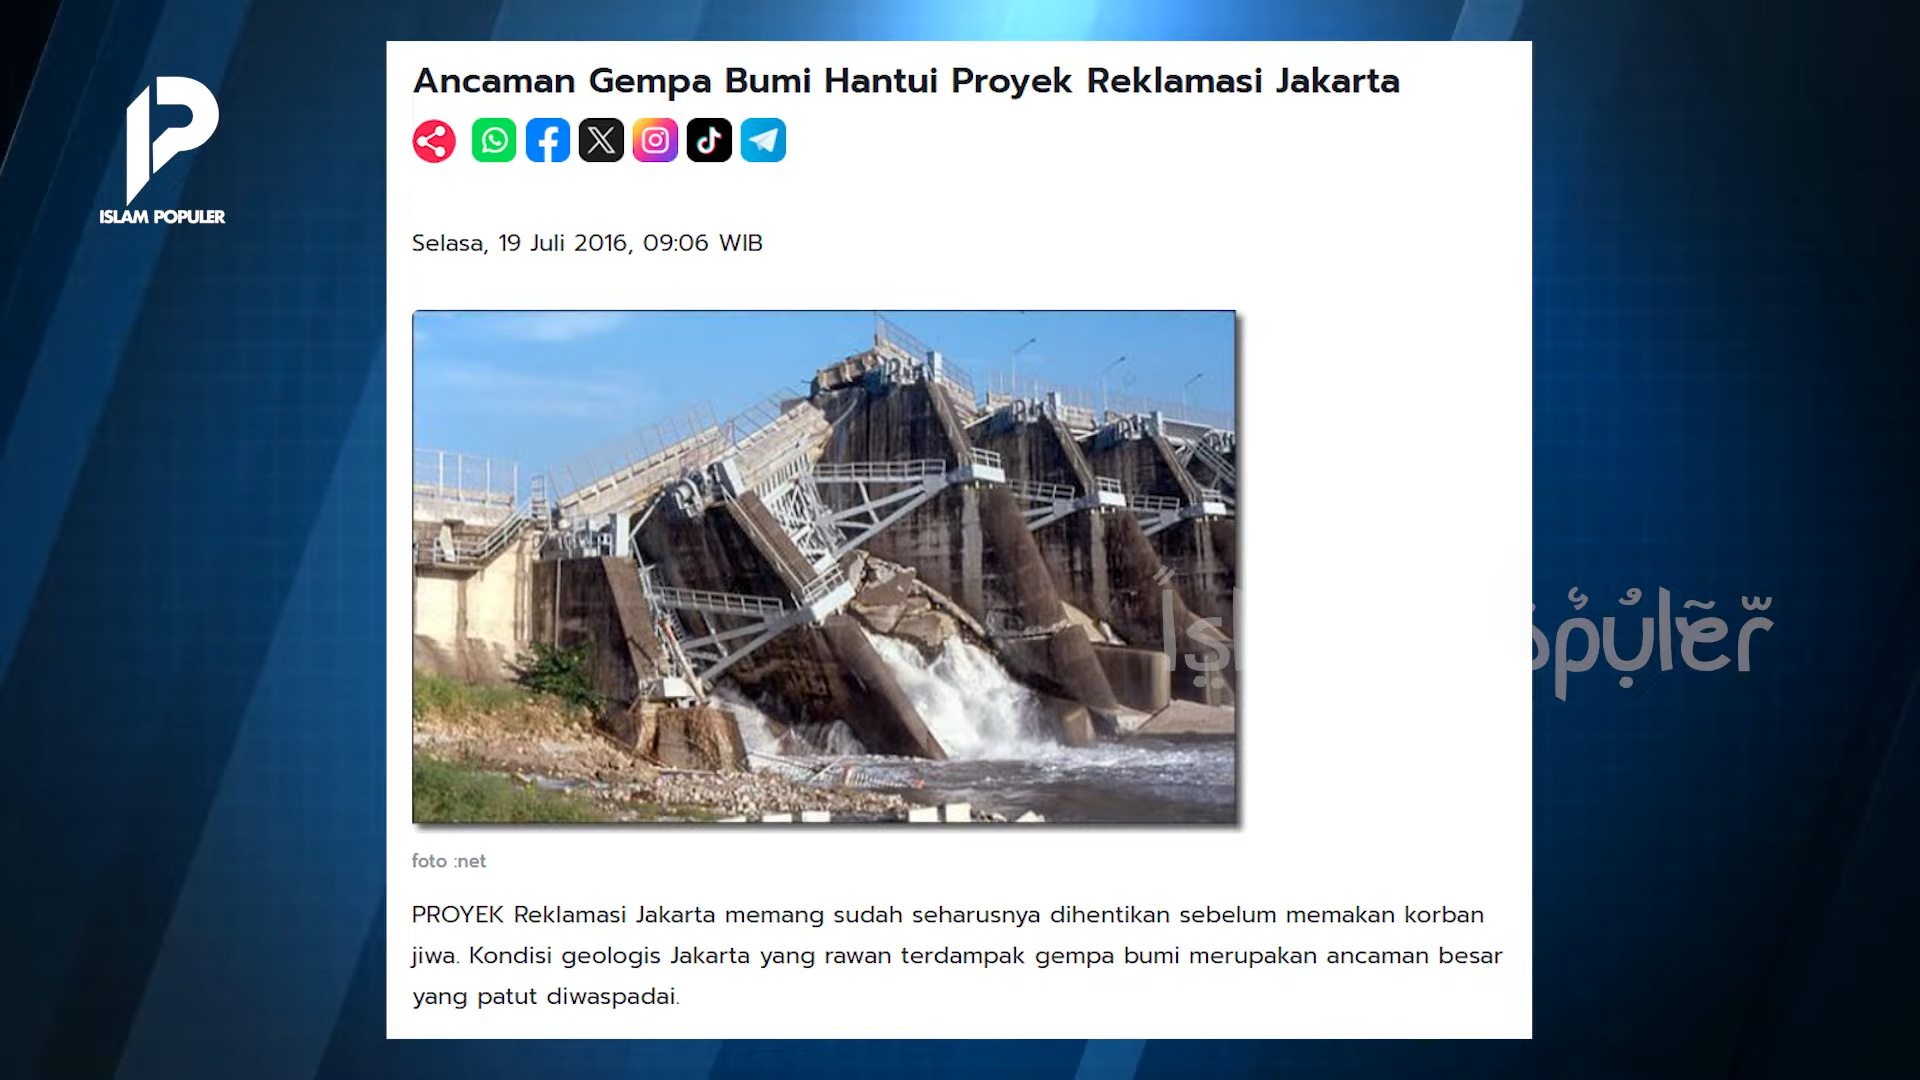 Ancaman Gempa Bumi Hantui Proyek Reklamasi Jakarta
ISLAM POPULER
Selasa, 19 Juli 2016, 09:06 WIB
foto :net
PROYEK Reklamasi Jakarta memang sudah seharusnya dihentikan sebelum memakan korban
jiwa. Kondisi geologis Jakarta yang rawan terdampak gempa bumi merupakan ancaman besar
yang patut diwaspadai.